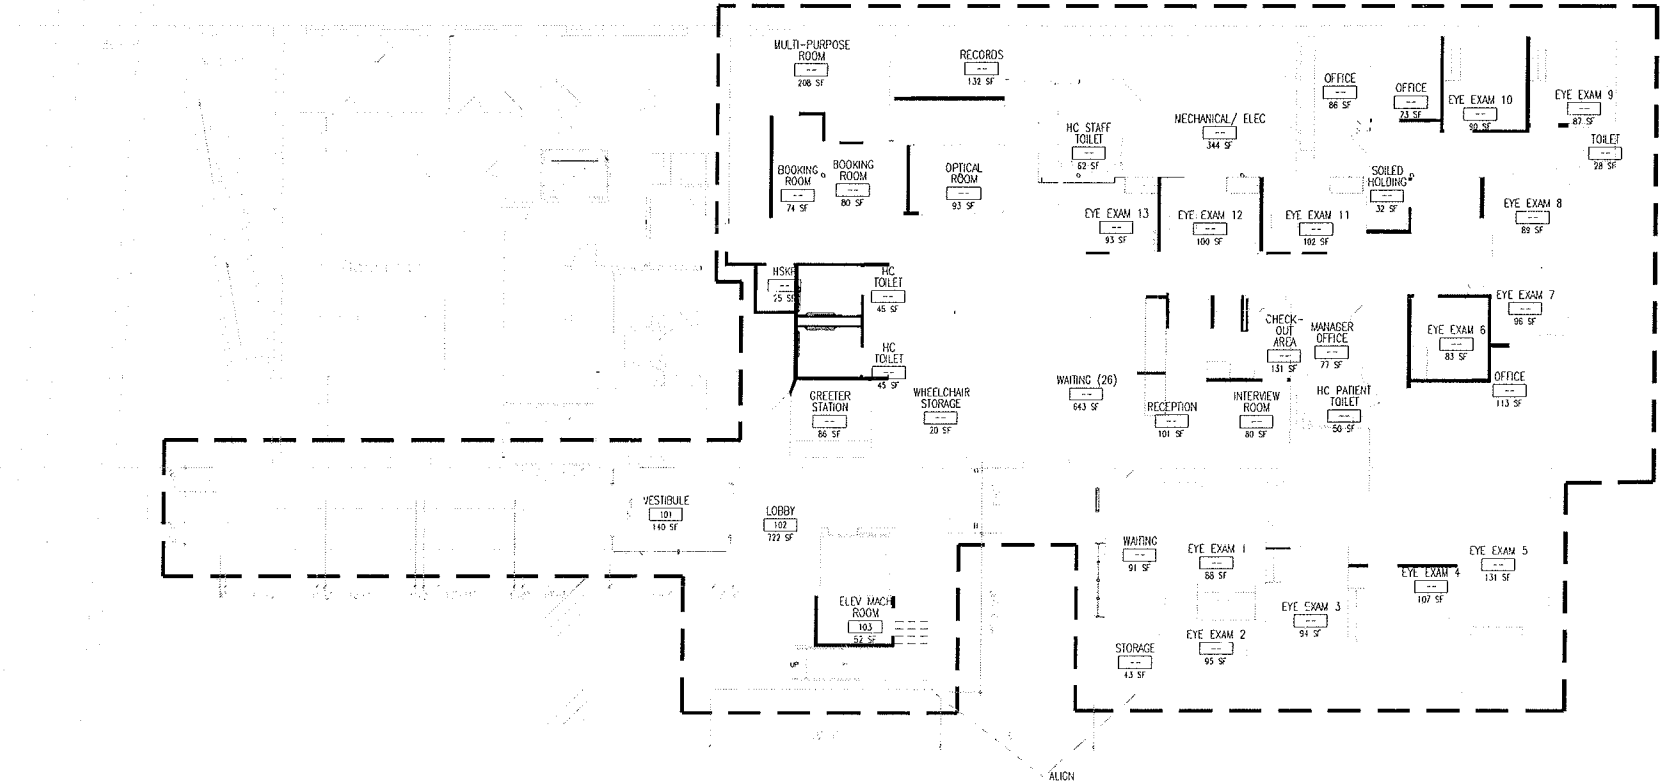 MULTI-PURPOSE
ROOM
--
208 SF
RECORDS
--
132 SF
OFFICE
--
86 SF
OFFICE
--
73 SF
EYE EXAM 10
--
90 SF
EYE EXAM 9
--
87 SF
HC STAFF
TOILET
--
62 SF
MECHANICAL/ ELEC
--
344 SF
TOILET
--
28 SF
BOOKING
ROOM
--
74 SF
BOOKING
ROOM
--
80 SF
OPTICAL
ROOM
--
93 SF
SOILED
HOLDING
--
32 SF
EYE EXAM 13
--
93 SF
EYE EXAM 12
--
100 SF
EYE EXAM 11
--
102 SF
EYE EXAM 8
--
89 SF
HSKP
--
25 SF
HC
TOILET
--
45 SF
EYE EXAM 7
--
96 SF
HC
TOILET
--
45 SF
CHECK-
OUT
AREA
--
131 SF
MANAGER
OFFICE
--
77 SF
EYE EXAM 6
--
83 SF
GREETER
STATION
--
86 SF
WHEELCHAIR
STORAGE
--
20 SF
WAITING (26)
--
643 SF
RECEPTION
--
101 SF
INTERVIEW
ROOM
--
80 SF
HC PATIENT
TOILET
--
50 SF
OFFICE
--
113 SF
VESTIBULE
101
140 SF
LOBBY
102
722 SF
WAITING
--
91 SF
EYE EXAM 1
--
88 SF
EYE EXAM 4
--
107 SF
EYE EXAM 5
--
131 SF
ELEV MACH
ROOM
103
52 SF
EYE EXAM 3
--
94 SF
STORAGE
--
43 SF
EYE EXAM 2
--
95 SF
UP
ALIGN